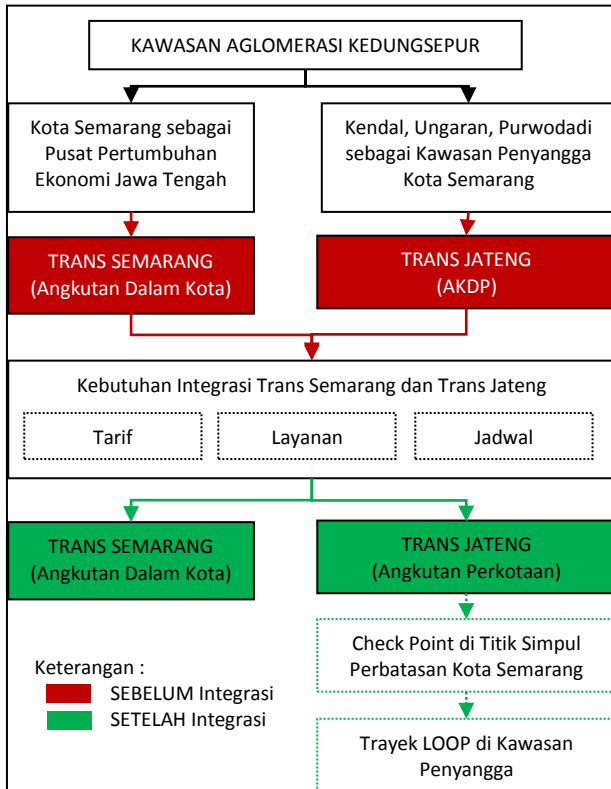 KAWASAN AGLOMERASI KEDUNGSEPUR
Kota Semarang sebagai
Pusat Pertumbuhan
Ekonomi Jawa Tengah
Kendal, Ungaran, Purwodadi
sebagai Kawasan Penyangga
Kota Semarang
TRANS SEMARANG
(Angkutan Dalam Kota)
TRANS JATENG
(AKDP)
Kebutuhan Integrasi Trans Semarang dan Trans Jateng
Tarif
Layanan
Jadwal
TRANS SEMARANG
(Angkutan Dalam Kota)
TRANS JATENG
(Angkutan Perkotaan)
Check Point di Titik Simpul
Perbatasan Kota Semarang
Keterangan :
SEBELUM Integrasi
SETELAH Integrasi
Trayek LOOP di Kawasan
Penyangga